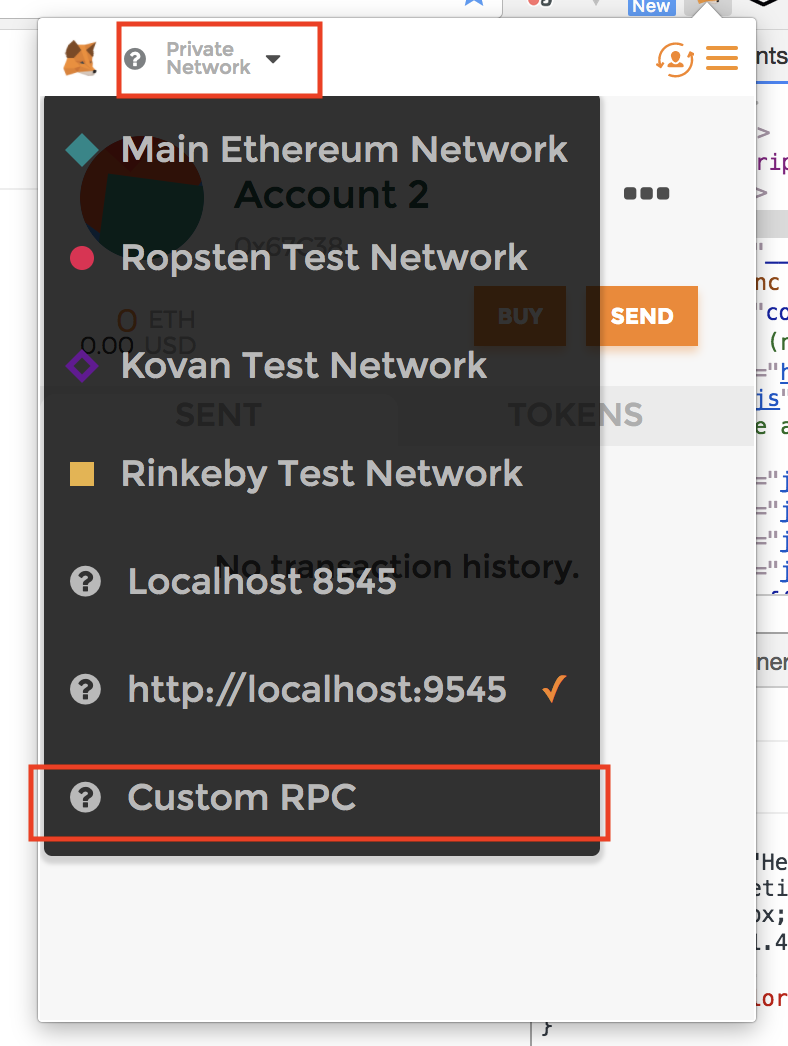 New
Private
Network
Main Ethereum Network
Account 2
0x67C38
Ropsten Test Network
0 ETH
0.00 USD
BUY
SEND
Kovan Test Network
SENT
TOKENS
Rinkeby Test Network
No transaction history.
Localhost 8545
http://localhost:9545
Custom RPC
}